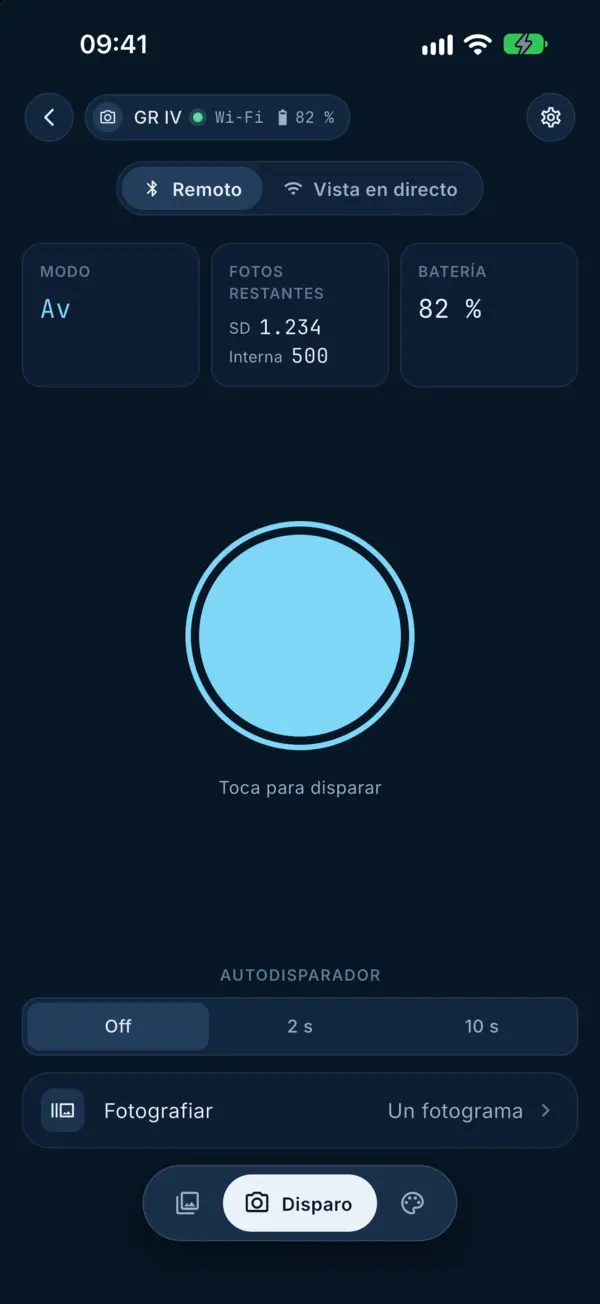 09:41
GR IV Wi-Fi 82 %
Remoto Vista en directo
MODO
Av
FOTOS
RESTANTES
SD 1.234
Interna 500
BATERÍA
82 %
Toca para disparar
AUTODISPARADOR
Off 2 s 10 s
Fotografiar Un fotograma
Disparo